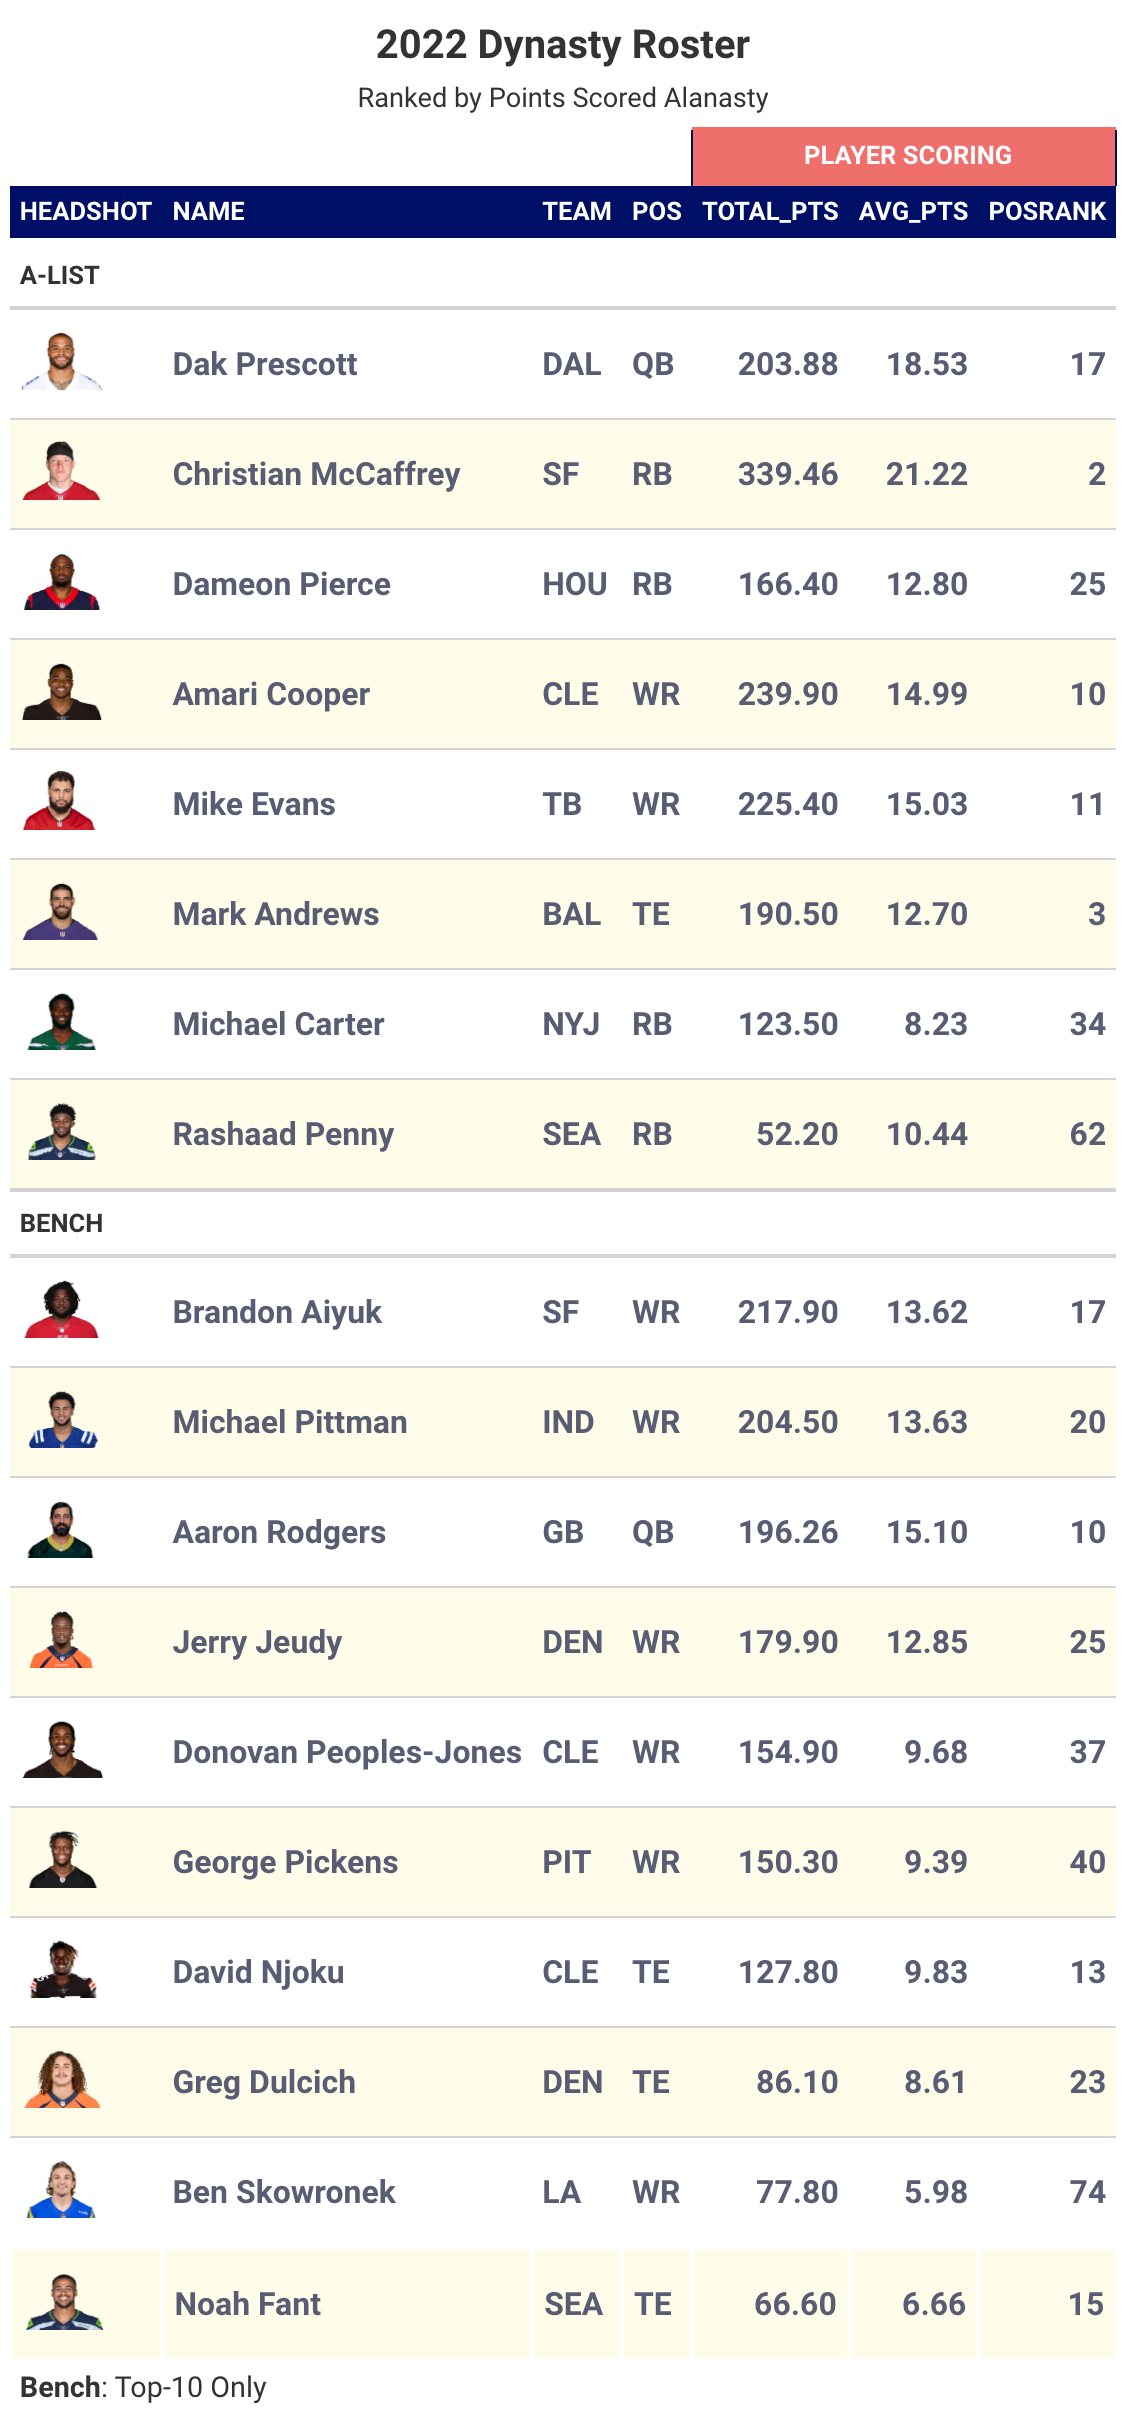 2022 Dynasty Roster
Ranked by Points Scored Alanasty
PLAYER SCORING
HEADSHOT NAME TEAM POS TOTAL_PTS AVG_PTS POSRANK
A-LIST
Dak Prescott DAL QB 203.88 18.53 17
Christian McCaffrey SF RB 339.46 21.22 2
Dameon Pierce HOU RB 166.40 12.80 25
Amari Cooper CLE WR 239.90 14.99 10
Mike Evans TB WR 225.40 15.03 11
Mark Andrews BAL TE 190.50 12.70 3
Michael Carter NYJ RB 123.50 8.23 34
Rashaad Penny SEA RB 52.20 10.44 62
BENCH
Brandon Aiyuk SF WR 217.90 13.62 17
Michael Pittman IND WR 204.50 13.63 20
Aaron Rodgers GB QB 196.26 15.10 10
Jerry Jeudy DEN WR 179.90 12.85 25
Donovan Peoples-Jones CLE WR 154.90 9.68 37
George Pickens PIT WR 150.30 9.39 40
David Njoku CLE TE 127.80 9.83 13
Greg Dulcich DEN TE 86.10 8.61 23
Ben Skowronek LA WR 77.80 5.98 74
Noah Fant SEA TE 66.60 6.66 15
Bench: Top-10 Only